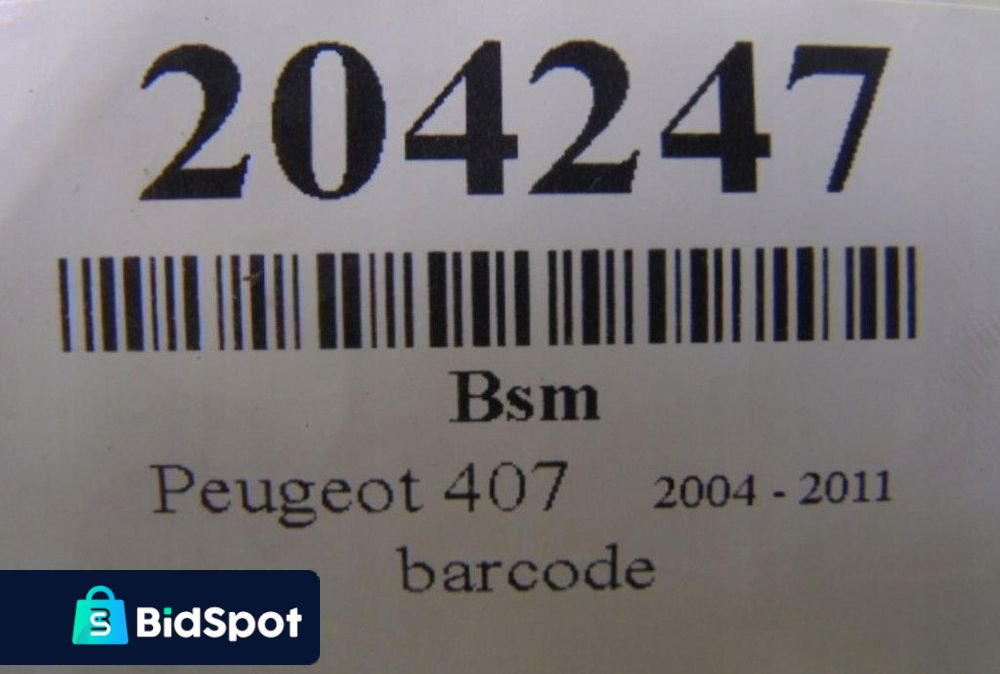 204247
Bsm
Peugeot 407 2004 - 2011
barcode
BidSpot